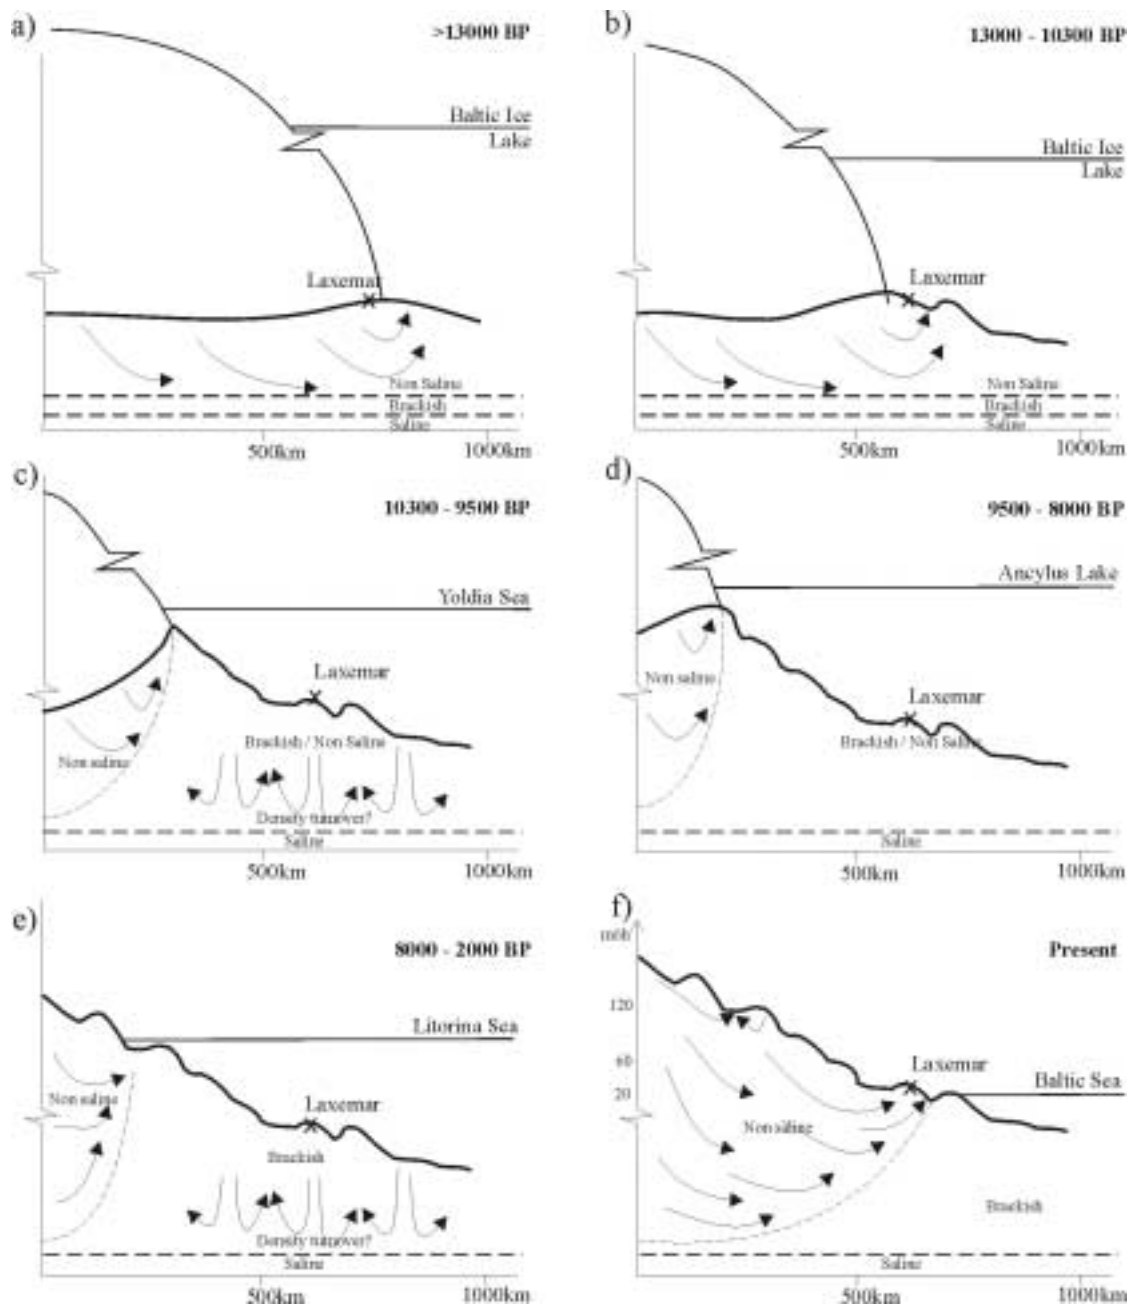 a)
>13000 BP
Baltic Ice
Lake
Laxemar
Non Saline
Brackish
Saline
500km
1000km
b)
13000 - 10300 BP
Baltic Ice
Lake
Laxemar
Non Saline
Brackish
Saline
500km
1000km
c)
10300 - 9500 BP
Yoldia Sea
Laxemar
Brackish / Non Saline
Non saline
Density turnover?
Saline
500km
1000km
d)
9500 - 8000 BP
Ancylus Lake
Non saline
Laxemar
Brackish / Non Saline
Saline
500km
1000km
e)
8000 - 2000 BP
Litorina Sea
Non saline
Laxemar
Brackish
Density turnover?
Saline
500km
1000km
f)
möh
Present
120
60
Laxemar
20
Baltic Sea
Non saline
Brackish
Saline
500km
1000km